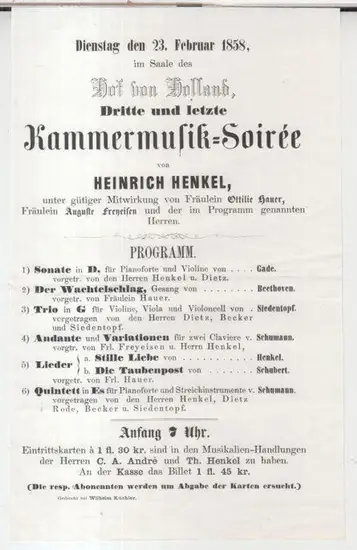 Dienstag den 23. Februar 1858,
im Saale des
Hof von Holland,
Dritte und letzte
Kammermusik=Soirée
von
HEINRICH HENKEL,
unter gütiger Mitwirkung von Fräulein Ottilie Hauer,
Fräulein Auguste Freyeisen und der im Programm genannten
Herren.
PROGRAMM.
1) Sonate in D, für Pianoforte und Violine von . . . . Gade.
vorgetr. von den Herren Henkel u. Dietz.
2) Der Wachtelschlag, Gesang von . . . . . . . Beethoven.
vorgetr. von Fräulein Hauer.
3) Trio in G für Violine, Viola und Violoncell von . Siedentopf.
vorgetragen von den Herren Dietz, Becker
und Siedentopf.
4) Andante und Variationen für zwei Claviere v. Schumann.
vorgtr. von Frl. Freyeisen u. Herrn Henkel,
5) Lieder { a. Stille Liebe von . . . . . . . . . Henkel.
b. Die Taubenpost von . . . . . . Schubert.
vorgetr. von Frl. Hauer.
6) Quintett in Es für Pianoforte und Streichinstrumente v. Schumann.
vorgetragen von den Herren Henkel, Dietz
Rode, Becker u. Siedentopf.
Anfang 7 Uhr.
Eintrittskarten à 1 fl. 30 kr. sind in den Musikalien-Handlungen
der Herren C. A. André und Th. Henkel zu haben.
An der Kasse das Billet 1 fl. 45 kr.
(Die resp. Abonnenten werden um Abgabe der Karten ersucht.)
Gedruckt bei Wilhelm Küchler.